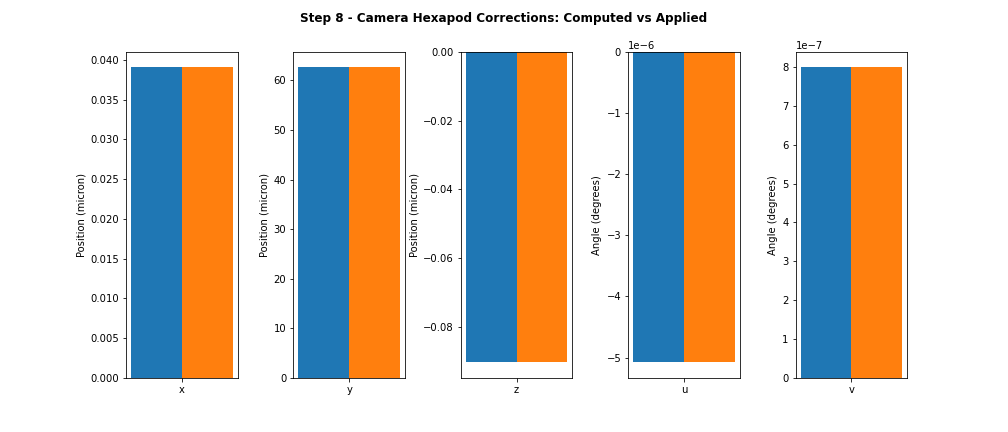 Step 8 - Camera Hexapod Corrections: Computed vs Applied
Position (micron)
0.040
0.035
0.030
0.025
0.020
0.015
0.010
0.005
0.000
x
Position (micron)
60
50
40
30
20
10
0
y
Position (micron)
0.00
−0.02
−0.04
−0.06
−0.08
z
1e−6
Angle (degrees)
0
−1
−2
−3
−4
−5
u
1e−7
Angle (degrees)
8
7
6
5
4
3
2
1
0
v